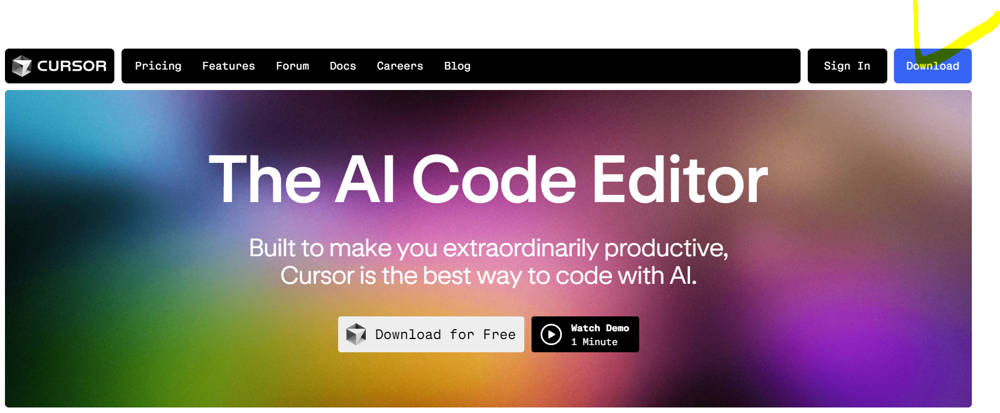 CURSOR
Pricing Features Forum Docs Careers Blog
Sign In
Download
The AI Code Editor
Built to make you extraordinarily productive,
Cursor is the best way to code with AI.
Download for Free
Watch Demo
1 Minute